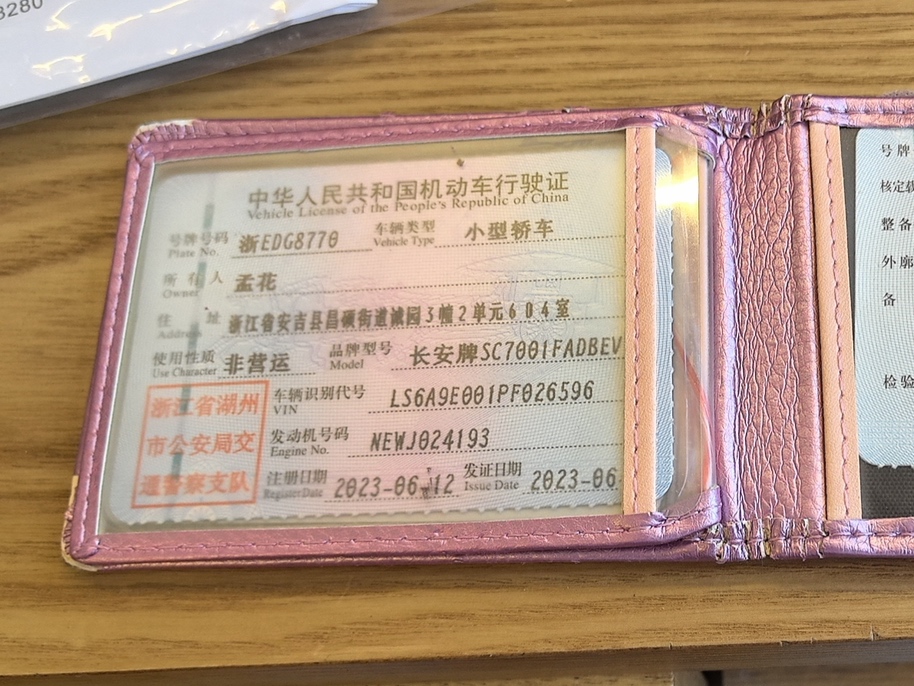 3280
中华人民共和国机动车行驶证
Vehicle License of the People's Republic of China
号牌号码 浙EDG8770 车辆类型 小型轿车
Plate No. Vehicle Type
所有人 孟花
Owner
住址 浙江省安吉县昌硕街道城园3幢2单元604室
Address
使用性质 非营运 品牌型号 长安牌SC7001FADBEV
Use Character Model
浙江省湖州
市公安局交
通警察支队
车辆识别代号 LS6A9E001PF026596
VIN
发动机号码 NEWJ024193
Engine No.
注册日期 2023-06-12 发证日期 2023-06
Register Date Issue Date
号牌
核定载
整备
外廓
备
检验